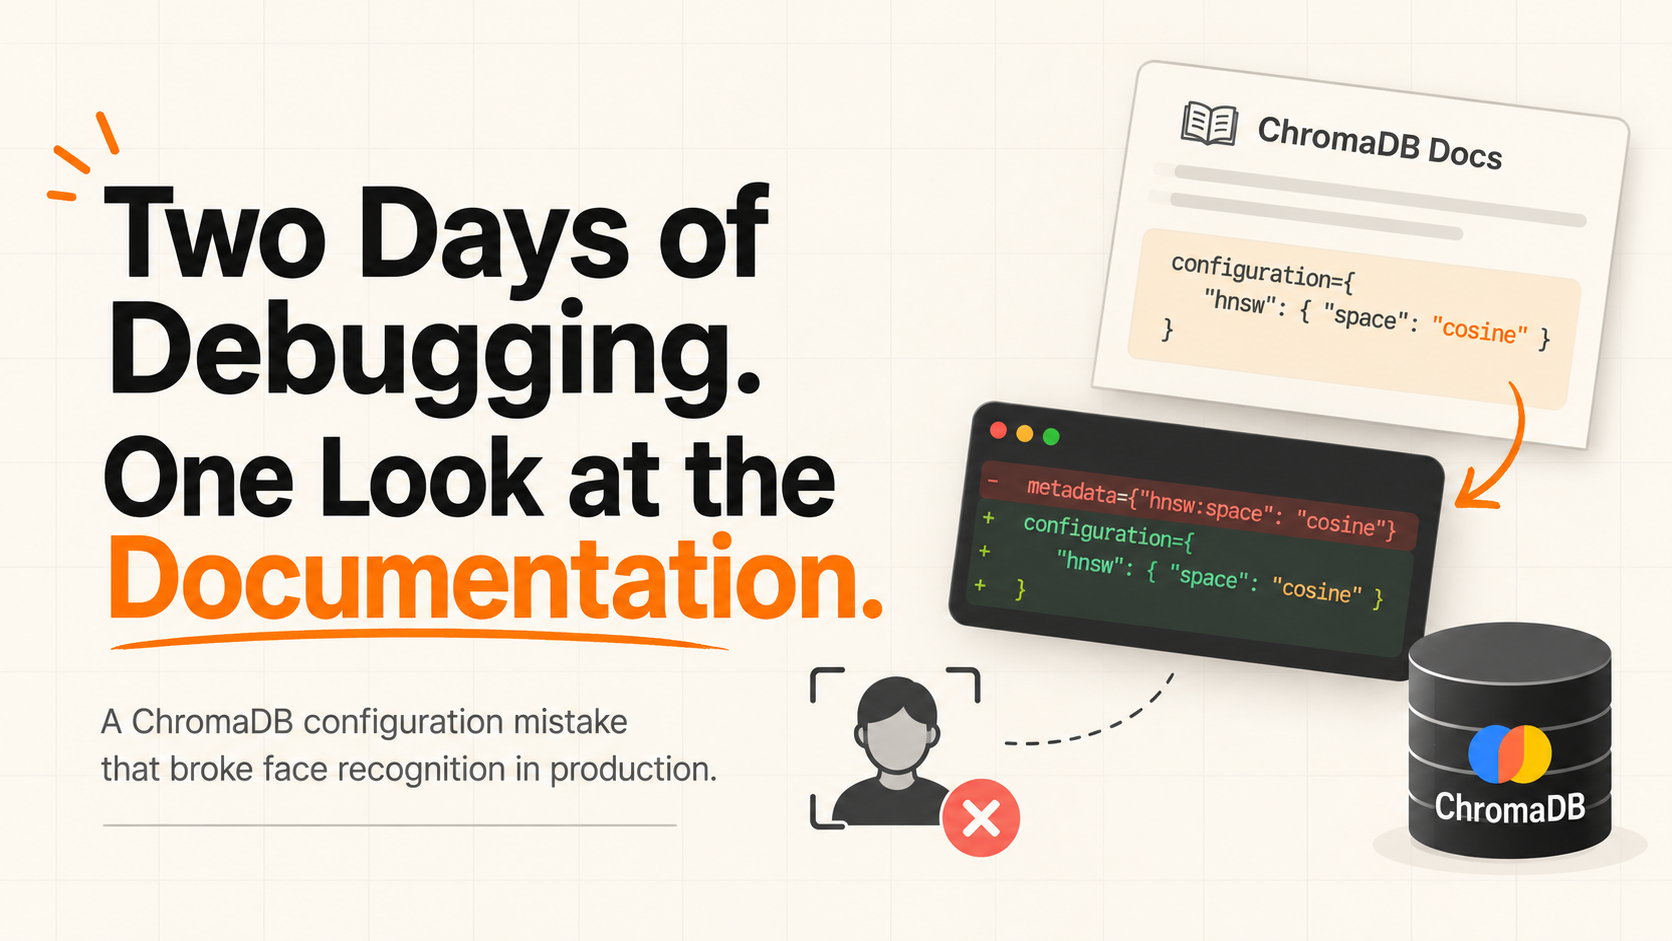 Two Days of
Debugging.
One Look at the
Documentation.
A ChromaDB configuration mistake
that broke face recognition in production.
ChromaDB Docs
configuration={
"hnsw": { "space": "cosine" }
}
- metadata={"hnsw:space": "cosine"}
+ configuration={
+ "hnsw": { "space": "cosine" }
+ }
ChromaDB